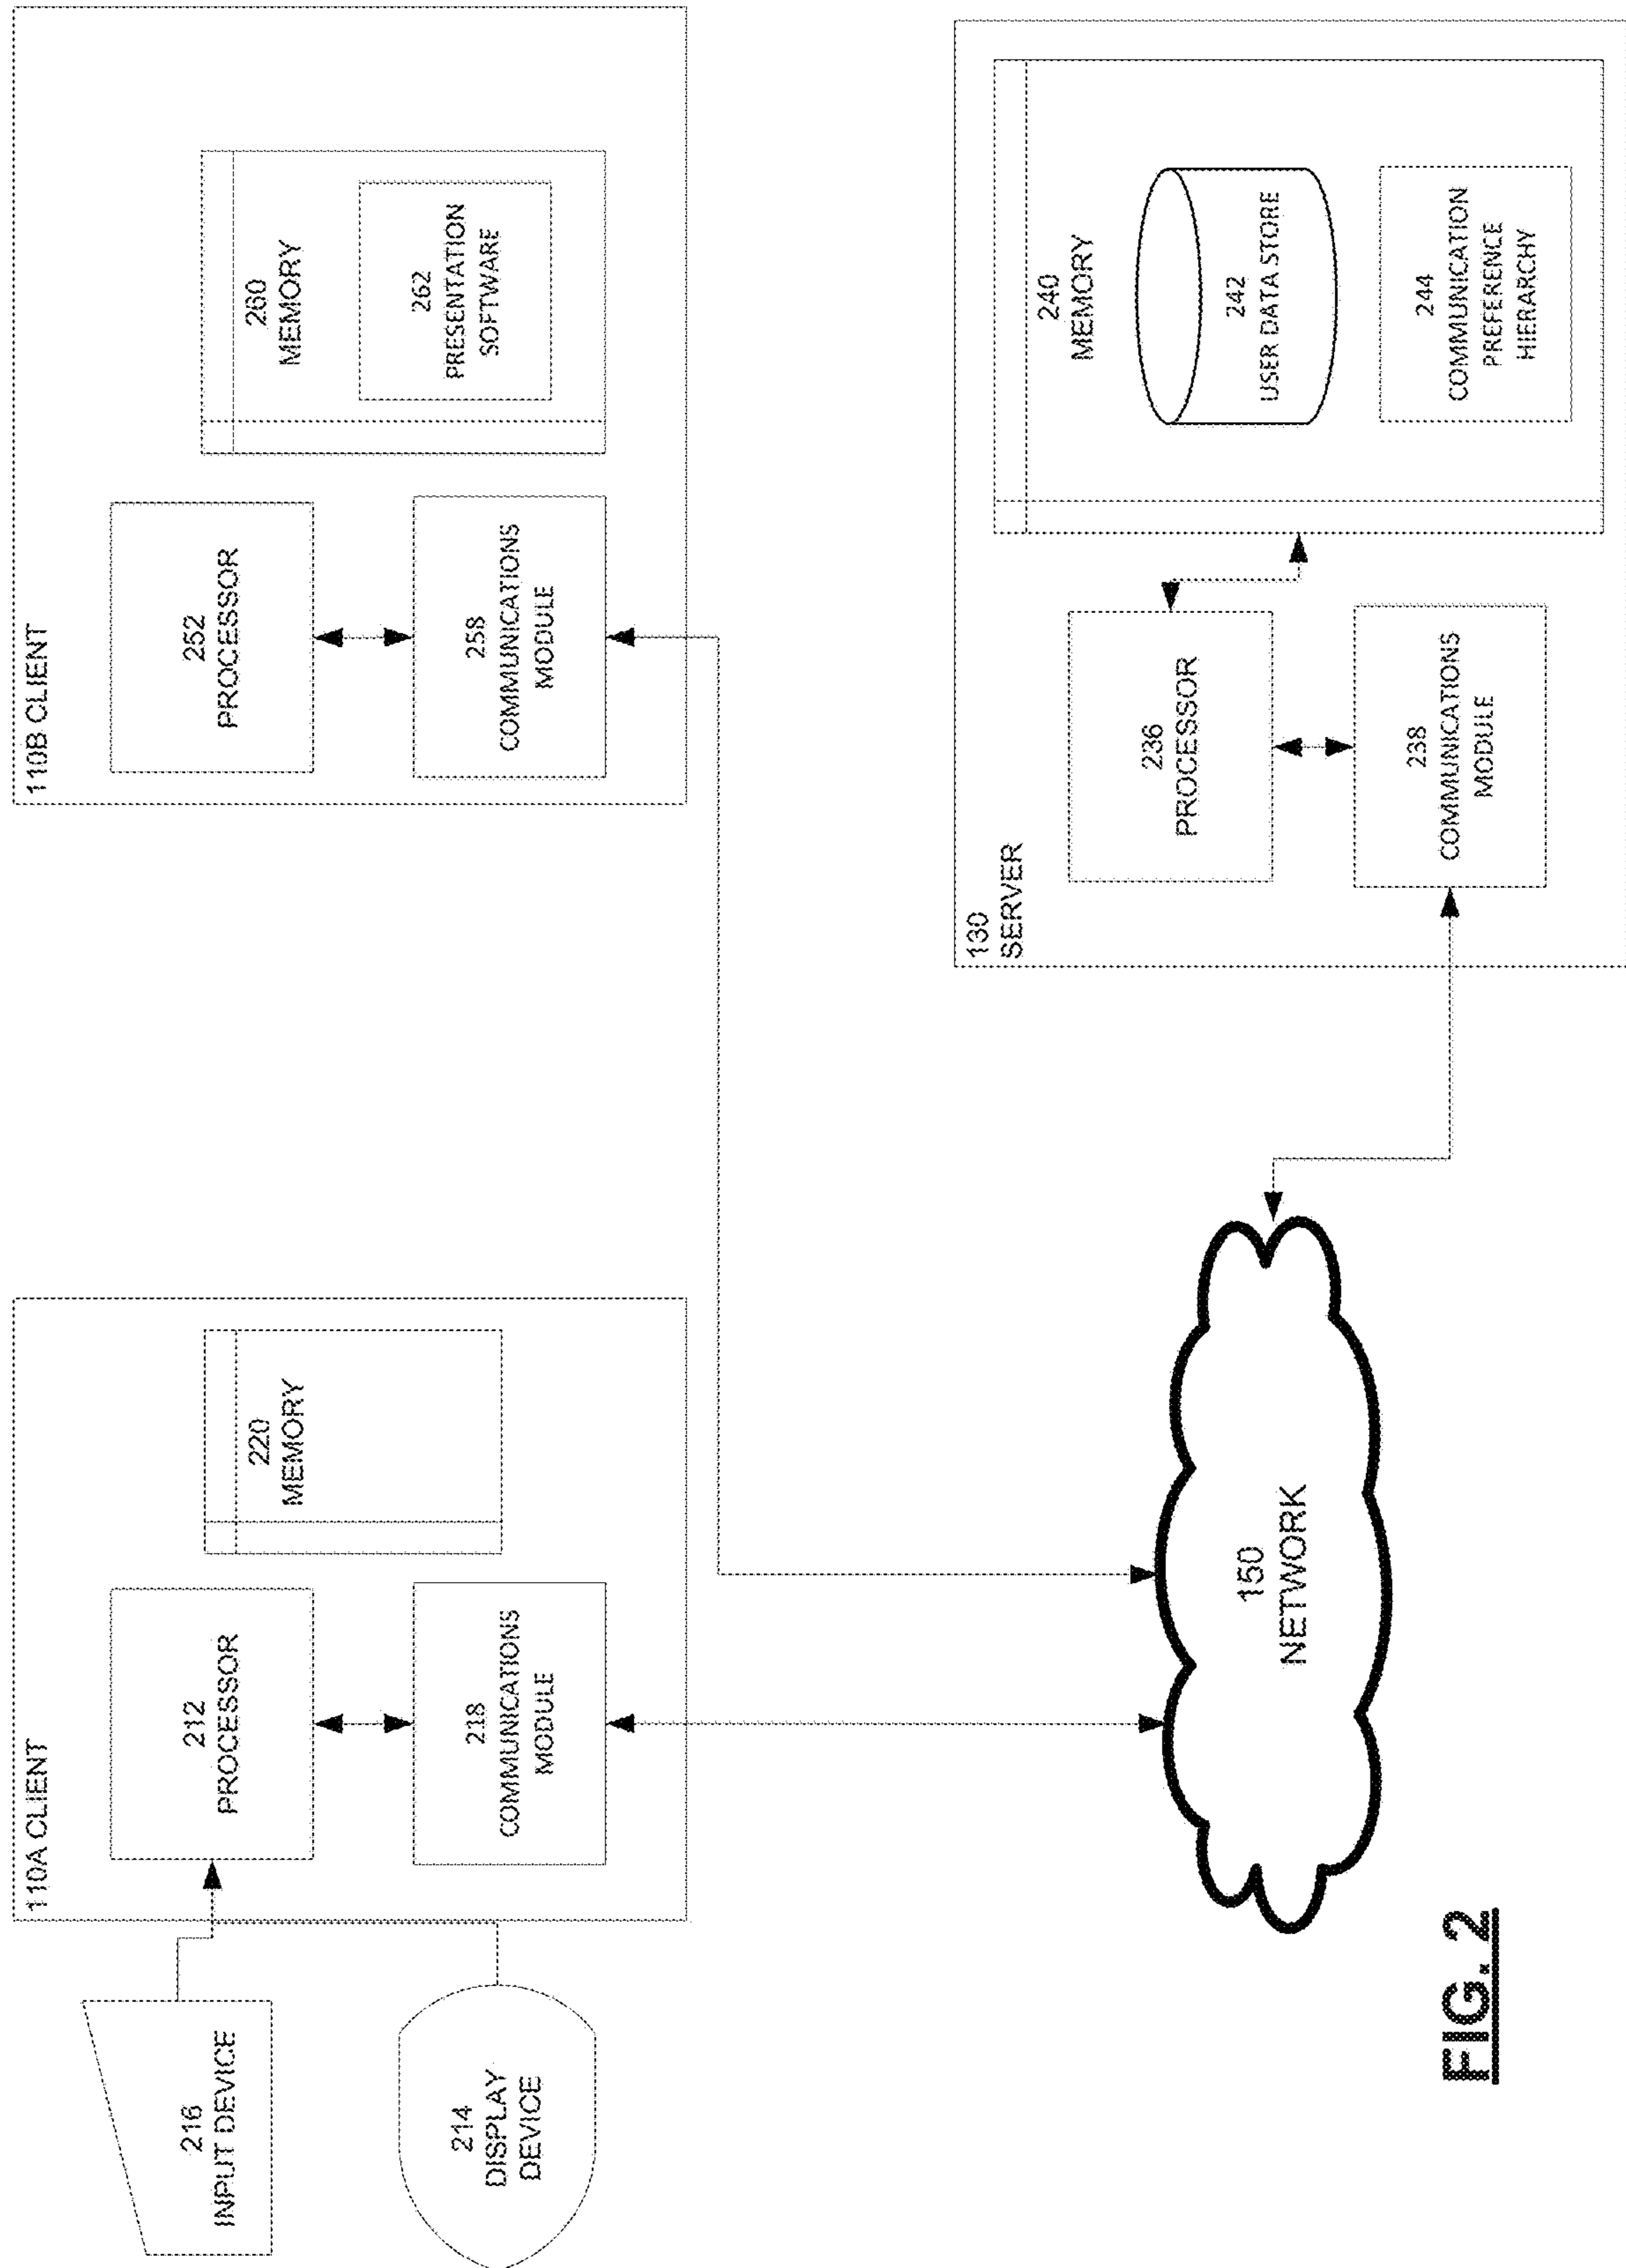 110A CLIENT
216
INPUT DEVICE
212
PROCESSOR
220
MEMORY
214
DISPLAY
DEVICE
218
COMMUNICATIONS
MODULE
110B CLIENT
252
PROCESSOR
260
MEMORY
262
PRESENTATION
SOFTWARE
258
COMMUNICATIONS
MODULE
130
SERVER
236
PROCESSOR
240
MEMORY
242
USER DATA STORE
238
COMMUNICATIONS
MODULE
244
COMMUNICATION
PREFERENCE
HIERARCHY
150
NETWORK
FIG. 2